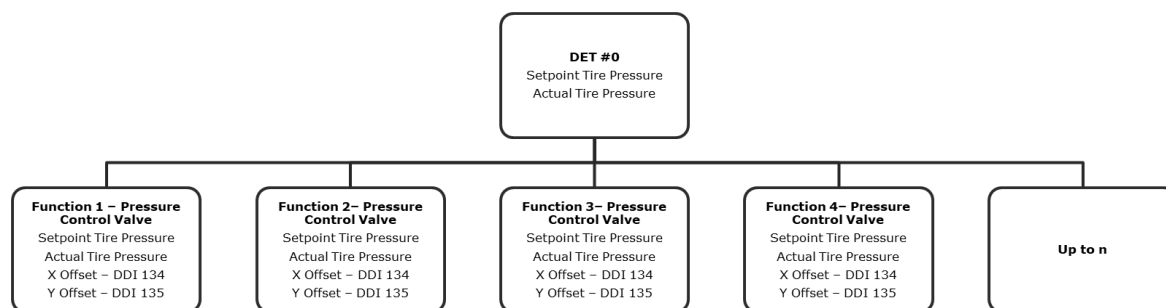 DET #0
Setpoint Tire Pressure
Actual Tire Pressure
Function 1 – Pressure
Control Valve
Setpoint Tire Pressure
Actual Tire Pressure
X Offset – DDI 134
Y Offset – DDI 135
Function 2– Pressure
Control Valve
Setpoint Tire Pressure
Actual Tire Pressure
X Offset – DDI 134
Y Offset – DDI 135
Function 3– Pressure
Control Valve
Setpoint Tire Pressure
Actual Tire Pressure
X Offset – DDI 134
Y Offset – DDI 135
Function 4– Pressure
Control Valve
Setpoint Tire Pressure
Actual Tire Pressure
X Offset – DDI 134
Y Offset – DDI 135
Up to n